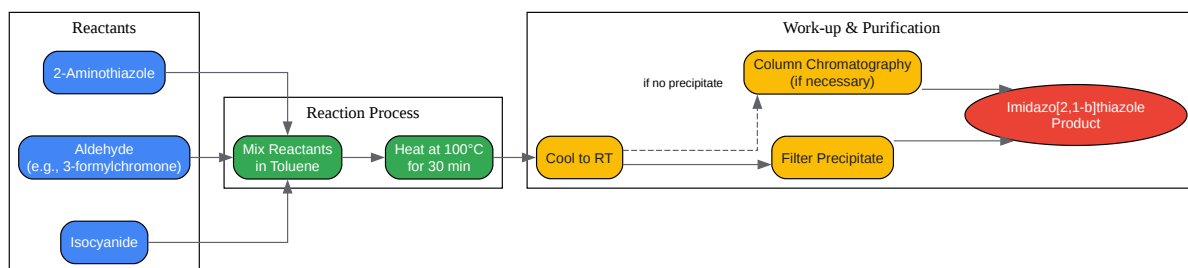 Reactants
2-Aminothiazole
Aldehyde
(e.g., 3-formylchromone)
Isocyanide
Reaction Process
Mix Reactants
in Toluene
Heat at 100°C
for 30 min
Work-up & Purification
Cool to RT
if no precipitate
Column Chromatography
(if necessary)
Filter Precipitate
Imidazo[2,1-b]thiazole
Product